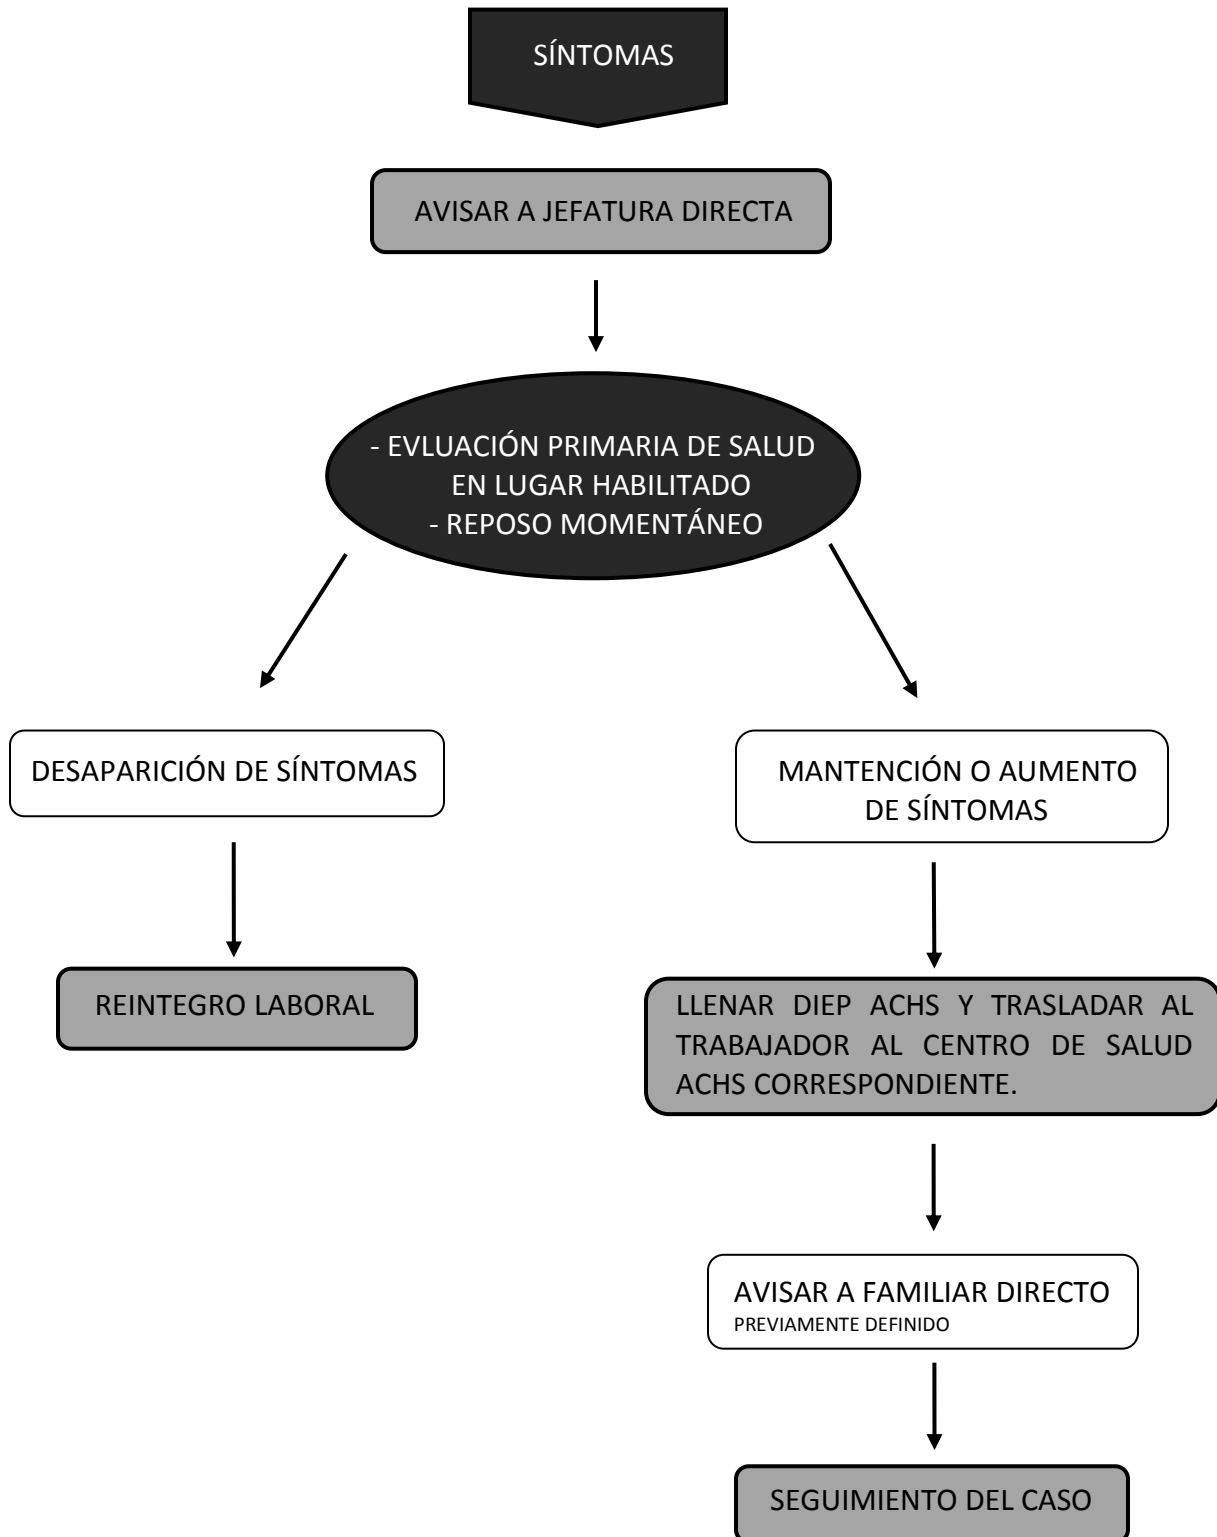 SÍNTOMAS
AVISAR A JEFATURA DIRECTA
- EVLUACIÓN PRIMARIA DE SALUD
EN LUGAR HABILITADO
- REPOSO MOMENTÁNEO
DESAPARICIÓN DE SÍNTOMAS
MANTENCIÓN O AUMENTO
DE SÍNTOMAS
REINTEGRO LABORAL
LLENAR DIEP ACHS Y TRASLADAR AL
TRABAJADOR AL CENTRO DE SALUD
ACHS CORRESPONDIENTE.
AVISAR A FAMILIAR DIRECTO
PREVIAMENTE DEFINIDO
SEGUIMIENTO DEL CASO